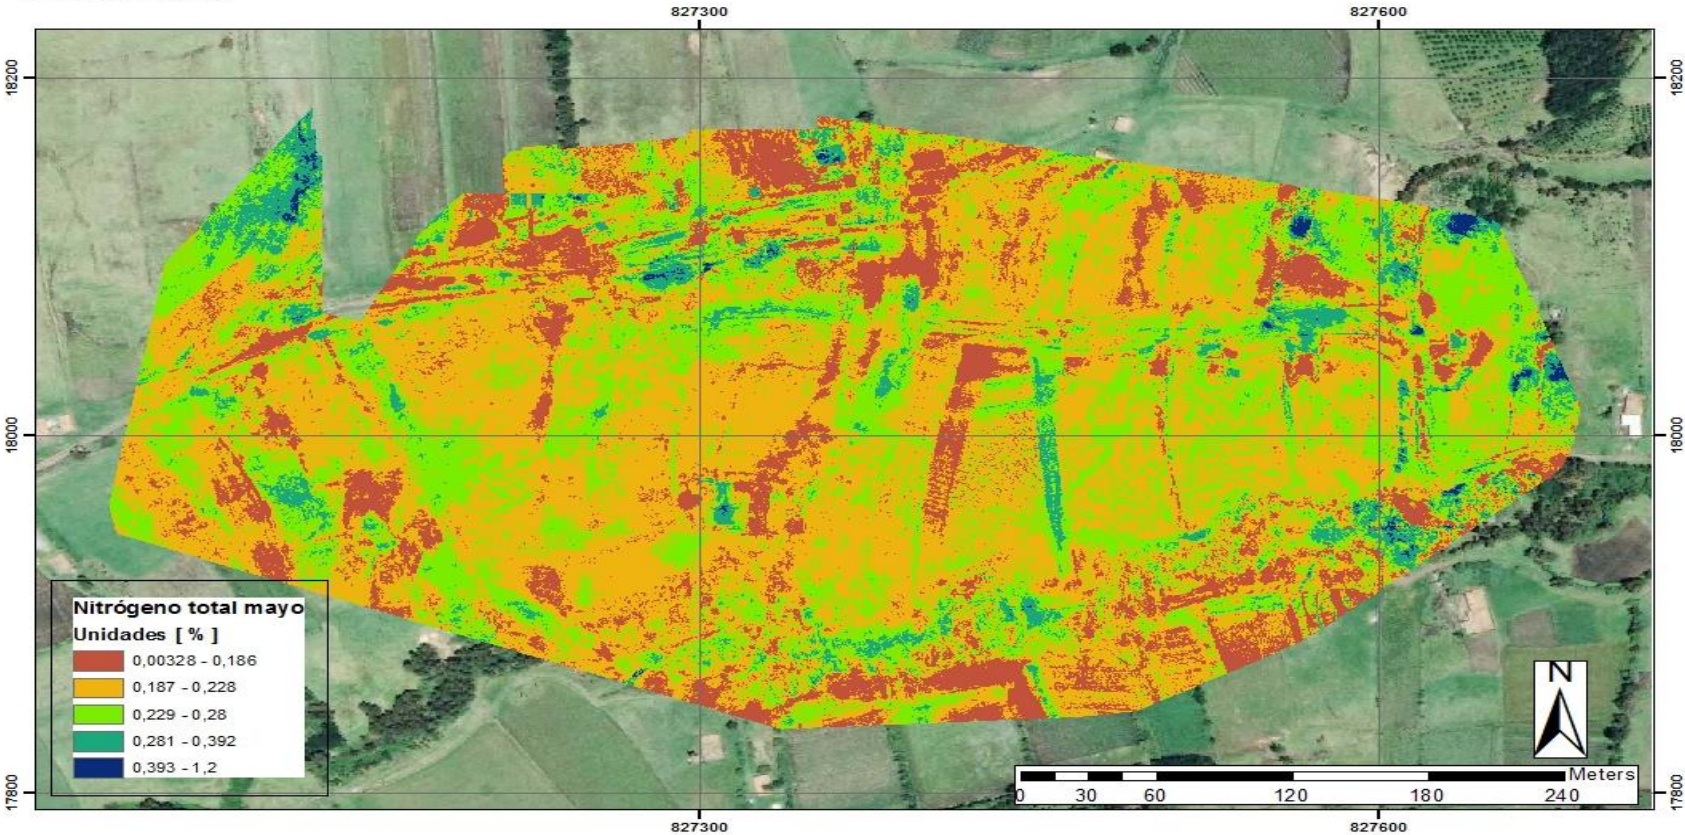 827300
827600
18200
18200
18000
18000
Nitrógeno total mayo
Unidades [ % ]
0,00328 - 0,186
0,187 - 0,228
0,229 - 0,28
0,281 - 0,392
0,393 - 1,2
N
Meters
0 30 60 120 180 240
17800
17800
827300
827600